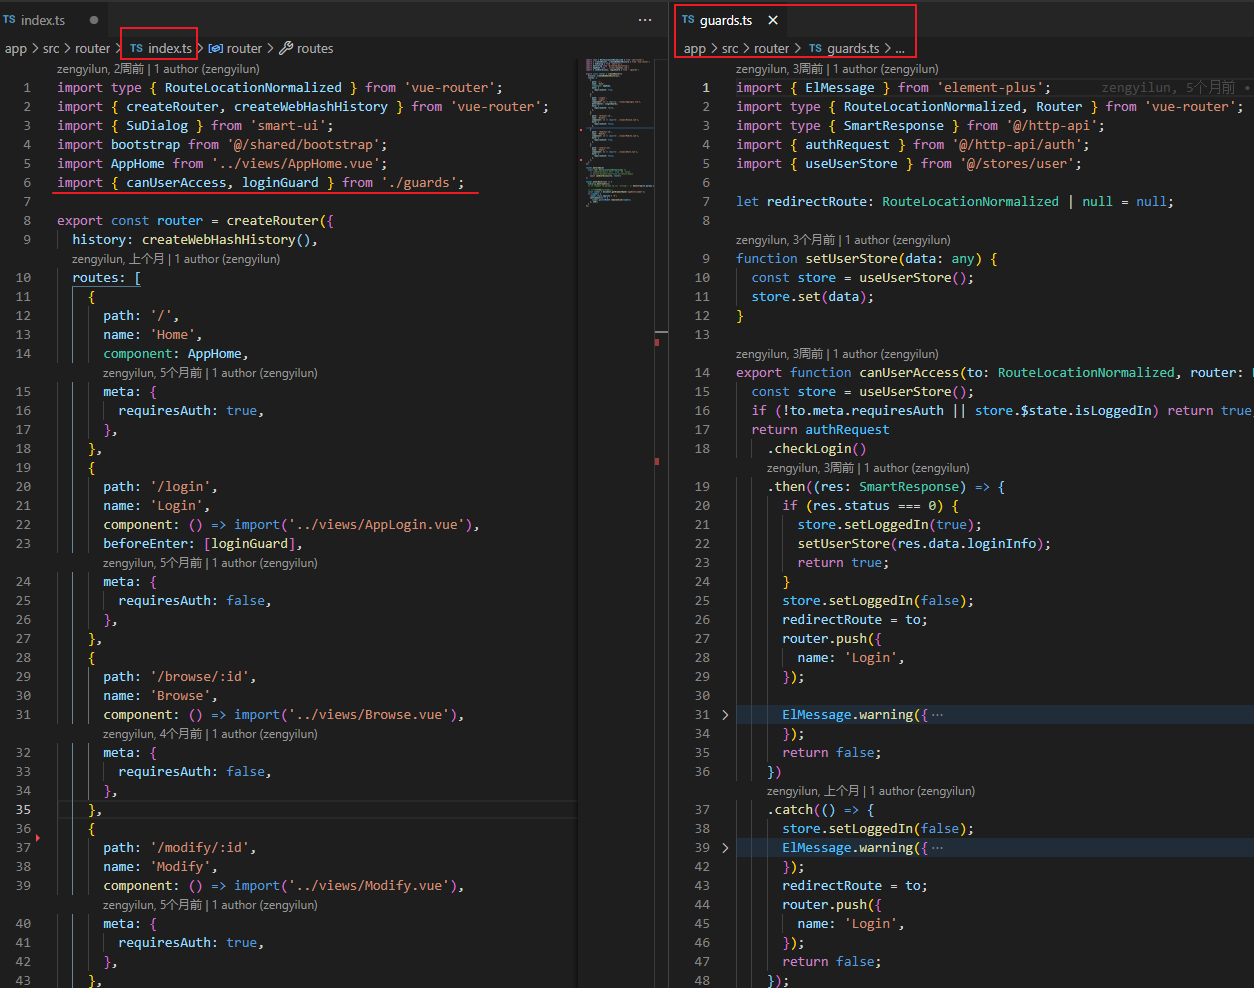 TS index.ts ● ···
app > src > router > TS index.ts > router > routes
zengyilun, 2周前 | 1 author (zengyilun)
1 import type { RouteLocationNormalized } from 'vue-router';
2 import { createRouter, createWebHashHistory } from 'vue-router';
3 import { SuDialog } from 'smart-ui';
4 import bootstrap from '@/shared/bootstrap';
5 import AppHome from '../views/AppHome.vue';
6 import { canUserAccess, loginGuard } from './guards';
7
8 export const router = createRouter({
9 history: createWebHashHistory(),
zengyilun, 上个月 | 1 author (zengyilun)
10 routes: [
11 {
12 path: '/',
13 name: 'Home',
14 component: AppHome,
zengyilun, 5个月前 | 1 author (zengyilun)
15 meta: {
16 requiresAuth: true,
17 },
18 },
19 {
20 path: '/login',
21 name: 'Login',
22 component: () => import('../views/AppLogin.vue'),
23 beforeEnter: [loginGuard],
zengyilun, 5个月前 | 1 author (zengyilun)
24 meta: {
25 requiresAuth: false,
26 },
27 },
28 {
29 path: '/browse/:id',
30 name: 'Browse',
31 component: () => import('../views/Browse.vue'),
zengyilun, 4个月前 | 1 author (zengyilun)
32 meta: {
33 requiresAuth: false,
34 },
35 },
36 {
37 path: '/modify/:id',
38 name: 'Modify',
39 component: () => import('../views/Modify.vue'),
zengyilun, 5个月前 | 1 author (zengyilun)
40 meta: {
41 requiresAuth: true,
42 },
43 },
TS guards.ts ×
app > src > router > TS guards.ts > ...
zengyilun, 3周前 | 1 author (zengyilun)
1 import { ElMessage } from 'element-plus'; zengyilun, 5个月前 •
2 import type { RouteLocationNormalized, Router } from 'vue-router';
3 import type { SmartResponse } from '@/http-api';
4 import { authRequest } from '@/http-api/auth';
5 import { useUserStore } from '@/stores/user';
6
7 let redirectRoute: RouteLocationNormalized | null = null;
8
zengyilun, 3个月前 | 1 author (zengyilun)
9 function setUserStore(data: any) {
10 const store = useUserStore();
11 store.set(data);
12 }
13
zengyilun, 3周前 | 1 author (zengyilun)
14 export function canUserAccess(to: RouteLocationNormalized, router:
15 const store = useUserStore();
16 if (!to.meta.requiresAuth || store.$state.isLoggedIn) return true
17 return authRequest
18 .checkLogin()
zengyilun, 3周前 | 1 author (zengyilun)
19 .then((res: SmartResponse) => {
20 if (res.status === 0) {
21 store.setLoggedIn(true);
22 setUserStore(res.data.loginInfo);
23 return true;
24 }
25 store.setLoggedIn(false);
26 redirectRoute = to;
27 router.push({
28 name: 'Login',
29 });
30
31 > ElMessage.warning({ ···
34 });
35 return false;
36 })
zengyilun, 上个月 | 1 author (zengyilun)
37 .catch(() => {
38 store.setLoggedIn(false);
39 > ElMessage.warning({ ···
42 });
43 redirectRoute = to;
44 router.push({
45 name: 'Login',
46 });
47 return false;
48 });